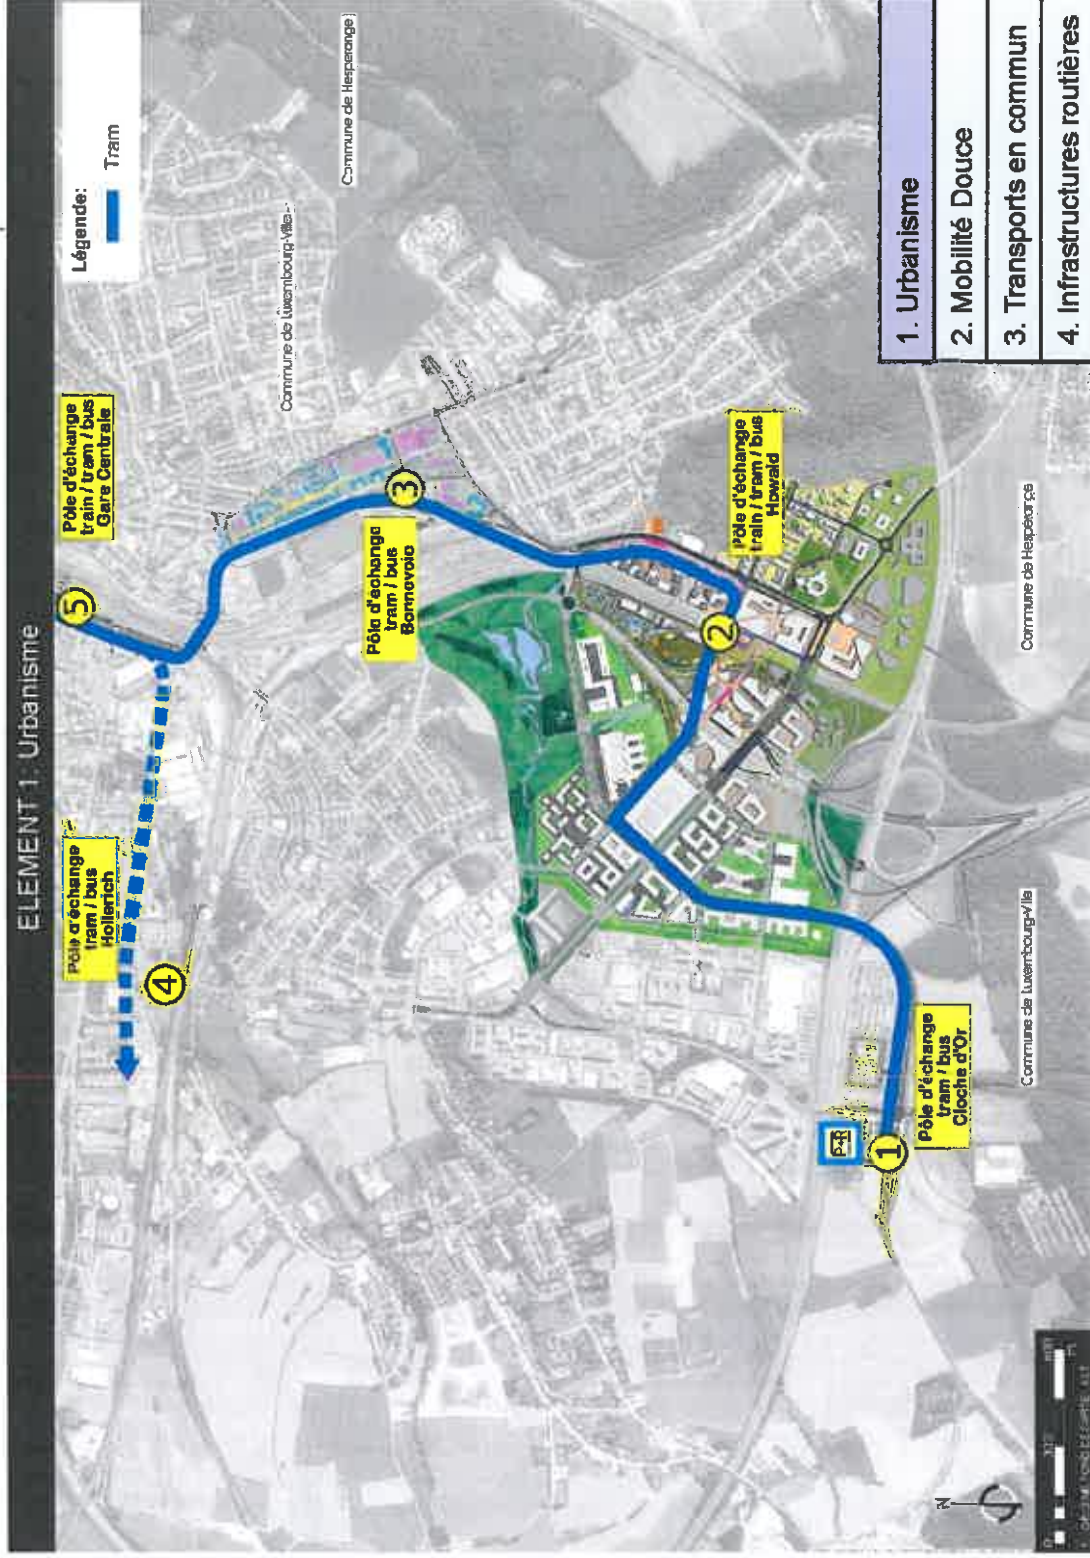 ELEMENT 1: Urbanisme
Légende:
Tram
Pôle d'échange
train / tram / bus
Gare Centrale
5
Commune de Hesperange
Commune de Luxembourg-Ville
Pôle d'échange
tram / bus
Hollerich
4
3
Pôle d'échange
tram / bus
Bonnevoie
Pôle d'échange
train / tram / bus
Howald
2
P+R
1
Pôle d'échange
tram / bus
Cloche d'Or
Commune de Luxembourg-Ville
Commune de Hespérange
N
1. Urbanisme
2. Mobilité Douce
3. Transports en commun
4. Infrastructures routières